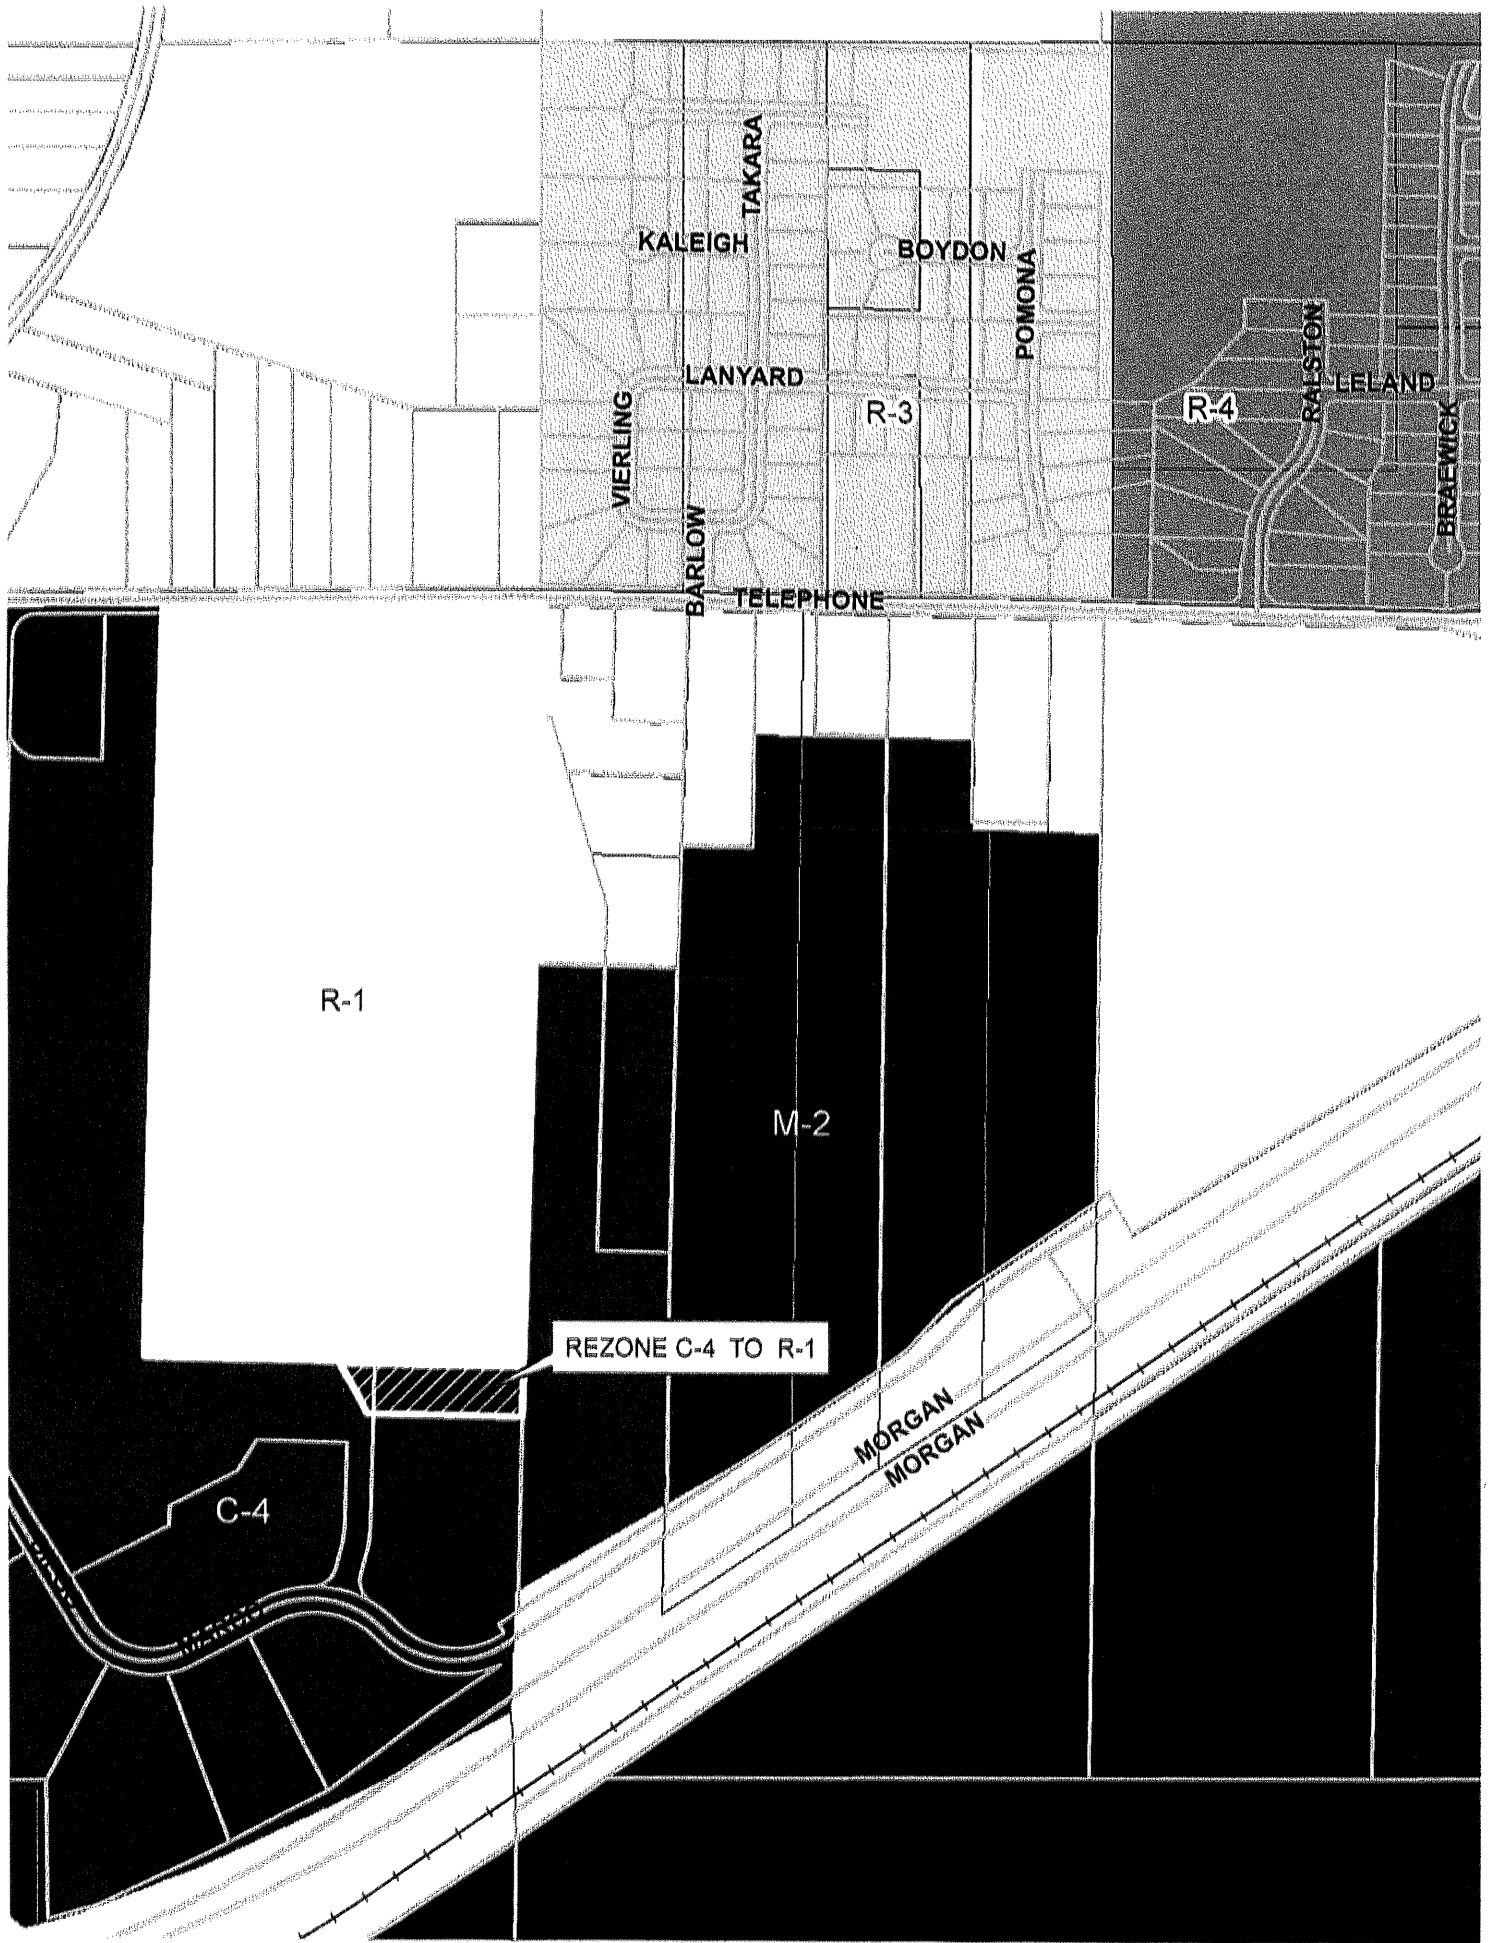 TAKARA
KALEIGH
BOYDON
POMONA
RALSTON
LANYARD
LELAND
VIERLING
R-3
R-4
BRAEWICK
BARLOW
TELEPHONE
R-1
M-2
REZONE C-4 TO R-1
MORGAN
MORGAN
C-4